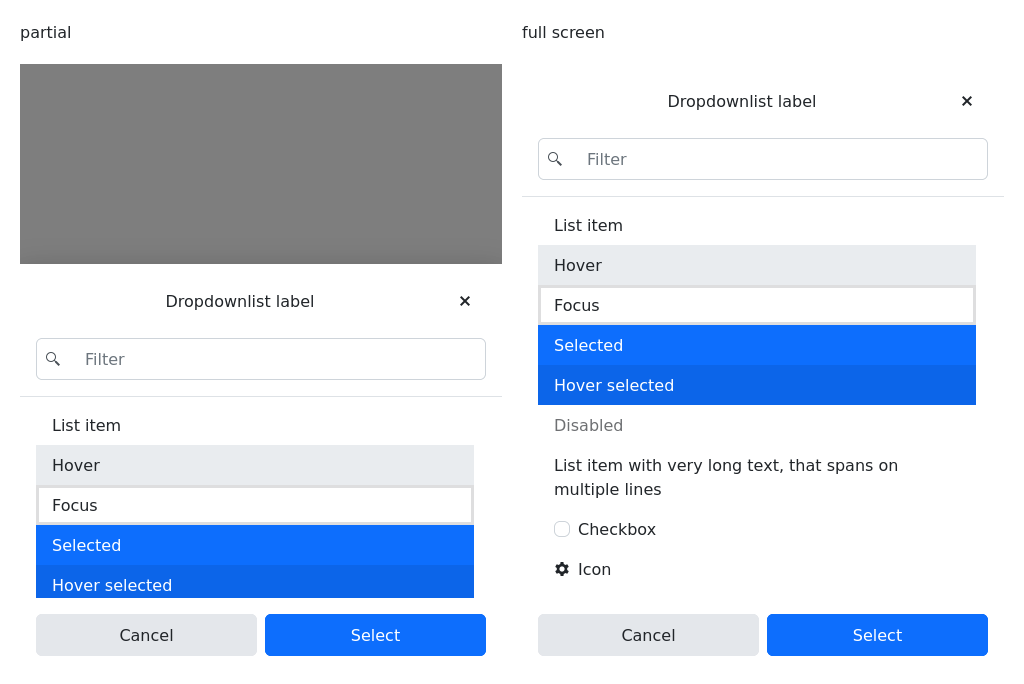 partial
Dropdownlist label
Filter
List item
Hover
Focus
Selected
Hover selected
Cancel
Select
full screen
Dropdownlist label
Filter
List item
Hover
Focus
Selected
Hover selected
Disabled
List item with very long text, that spans on
multiple lines
Checkbox
Icon
Cancel
Select